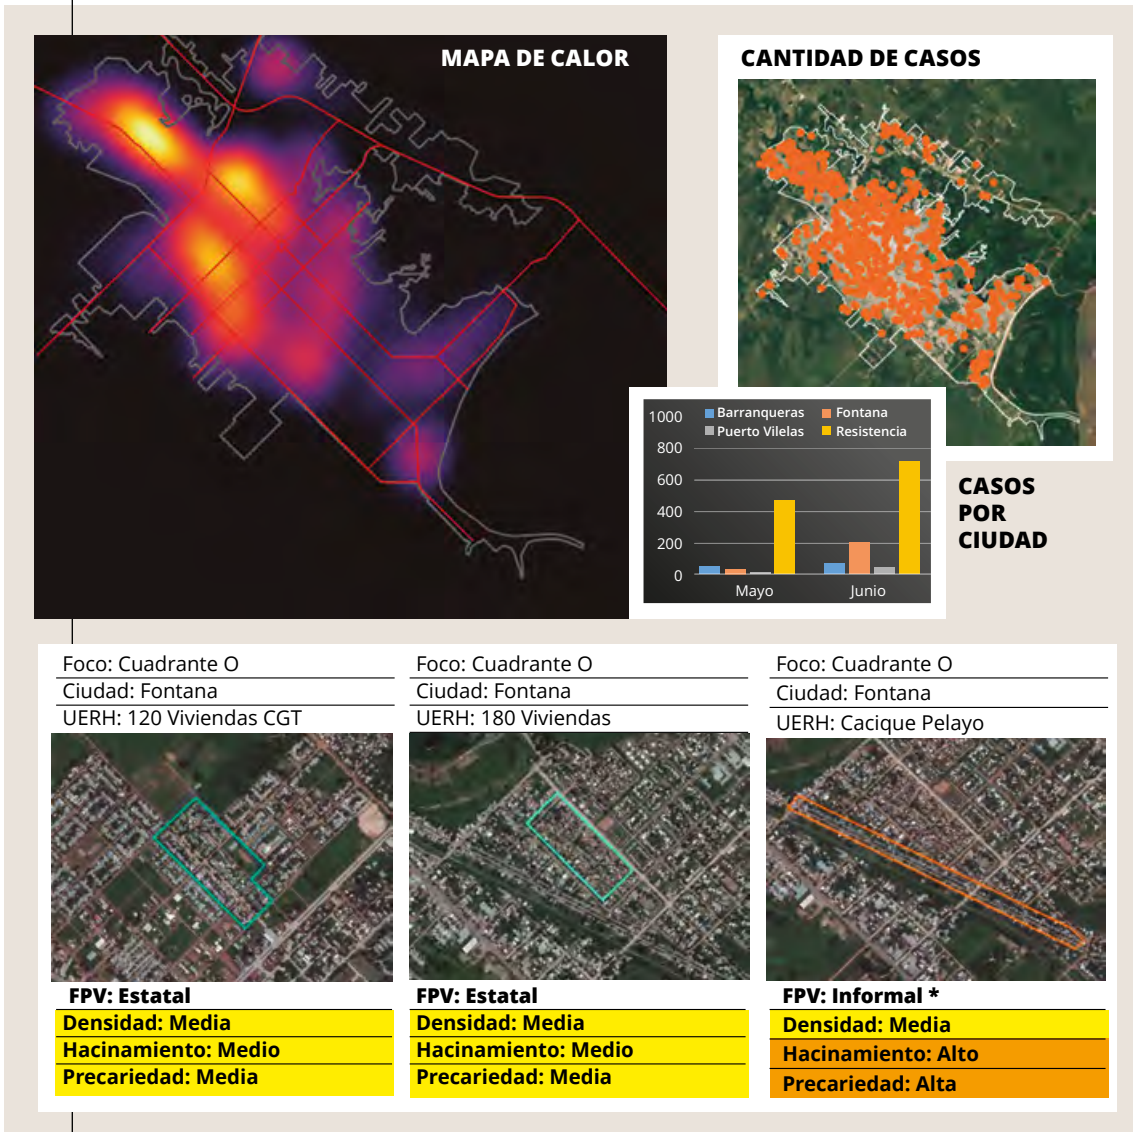 MAPA DE CALOR
CANTIDAD DE CASOS
1000
800
600
400
200
0
Barranqueras
Fontana
Puerto Vilelas
Resistencia
Mayo
Junio
CASOS
POR
CIUDAD
Foco: Cuadrante O
Ciudad: Fontana
UERH: 120 Viviendas CGT
FPV: Estatal
Densidad: Media
Hacinamiento: Medio
Precariedad: Media
Foco: Cuadrante O
Ciudad: Fontana
UERH: 180 Viviendas
FPV: Estatal
Densidad: Media
Hacinamiento: Medio
Precariedad: Media
Foco: Cuadrante O
Ciudad: Fontana
UERH: Cacique Pelayo
FPV: Informal *
Densidad: Media
Hacinamiento: Alto
Precariedad: Alta